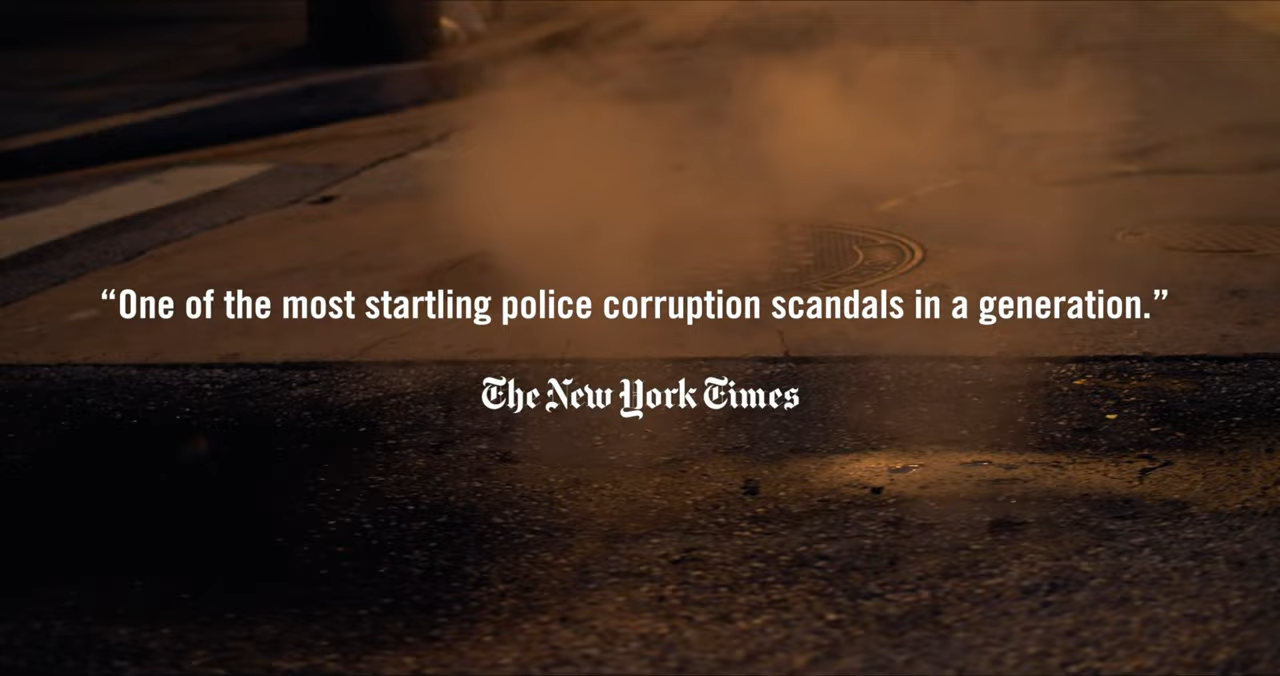 “One of the most startling police corruption scandals in a generation.”
The New York Times